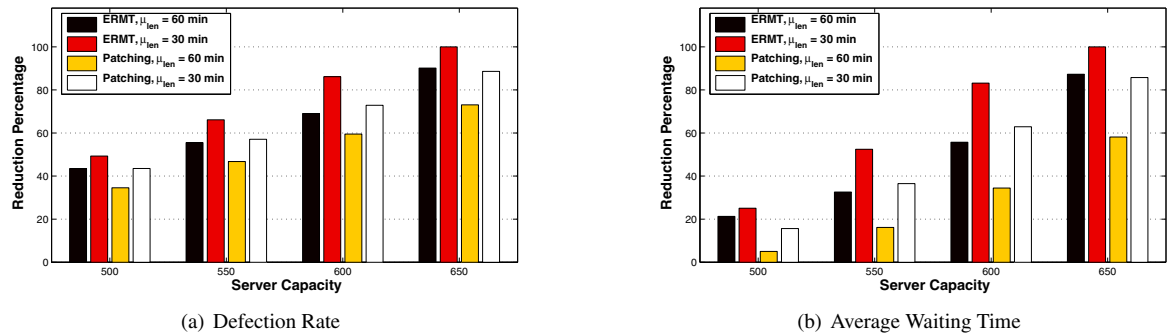 Reduction Percentage
100
80
60
40
20
0
ERMT, μlen = 60 min
ERMT, μlen = 30 min
Patching, μlen = 60 min
Patching, μlen = 30 min
500 550 600 650
Server Capacity
(a) Defection Rate
Reduction Percentage
100
80
60
40
20
0
ERMT, μlen = 60 min
ERMT, μlen = 30 min
Patching, μlen = 60 min
Patching, μlen = 30 min
500 550 600 650
Server Capacity
(b) Average Waiting Time